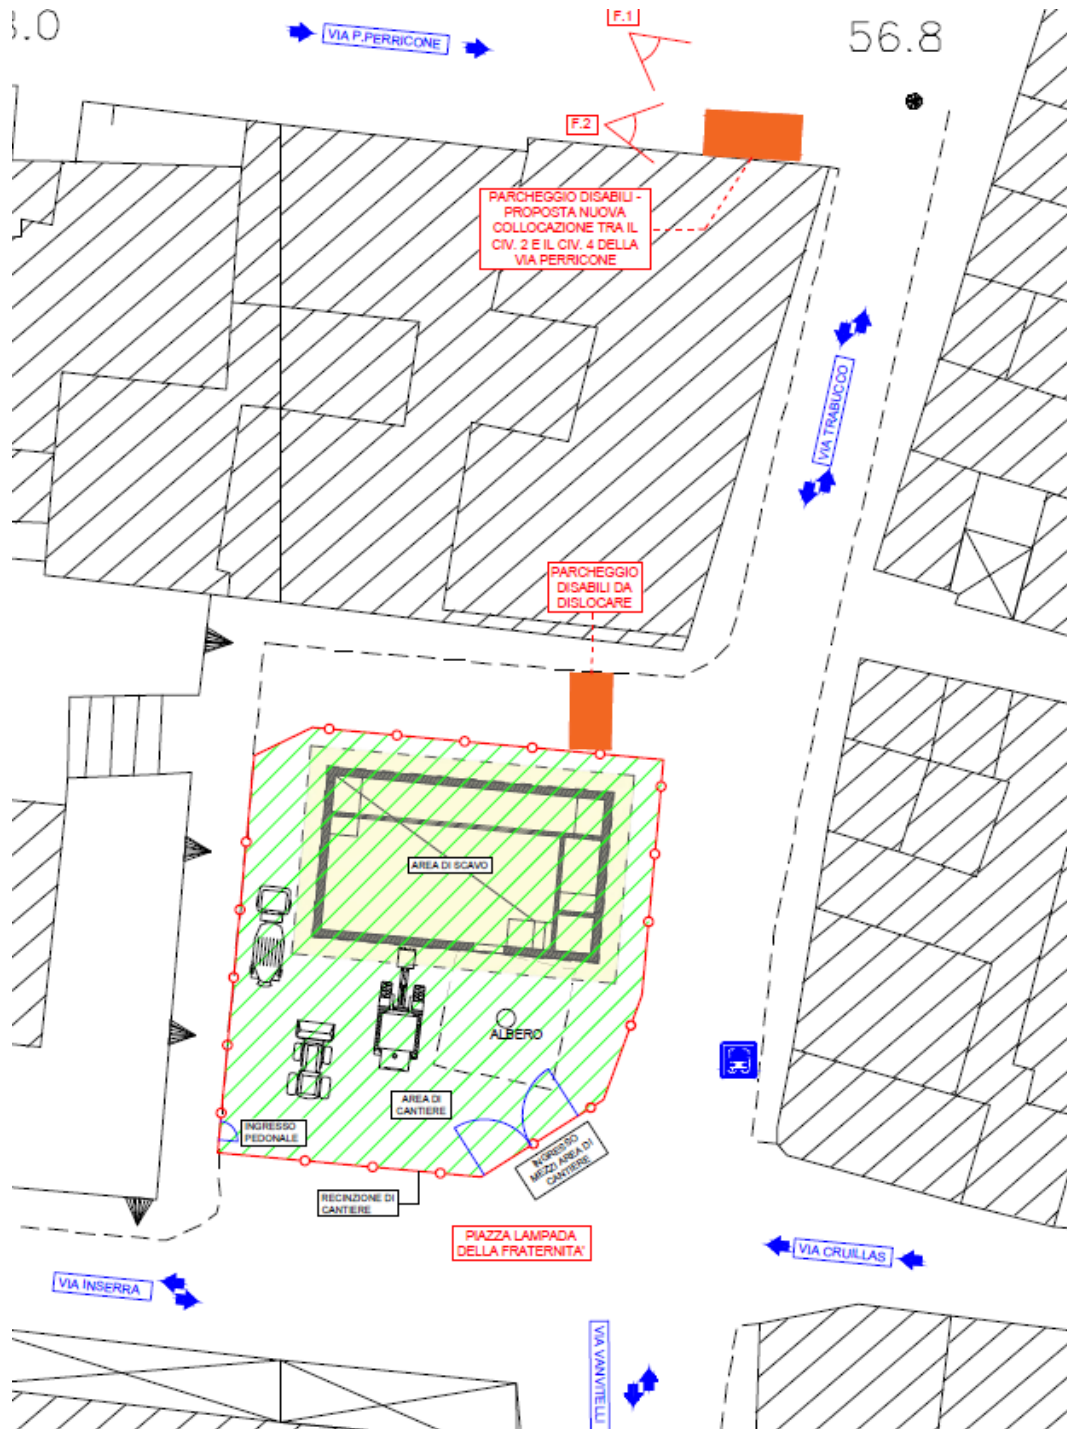 3.0
VIA P.PERRICONE
F.1
56.8
F.2
PARCHEGGIO DISABILI -
PROPOSTA NUOVA
COLLOCAZIONE TRA IL
CIV. 2 E IL CIV. 4 DELLA
VIA PERRICONE
VIA TRABUCCO
PARCHEGGIO
DISABILI DA
DISLOCARE
AREA DI SCAVO
ALBERO
AREA DI
CANTIERE
INGRESSO
PEDONALE
INGRESSO
MEZZI AREA DI
CANTIERE
RECINZIONE DI
CANTIERE
PIAZZA LAMPADA
DELLA FRATERNITA'
VIA CRUILLAS
VIA INSERRA
VIA VANVITELLI